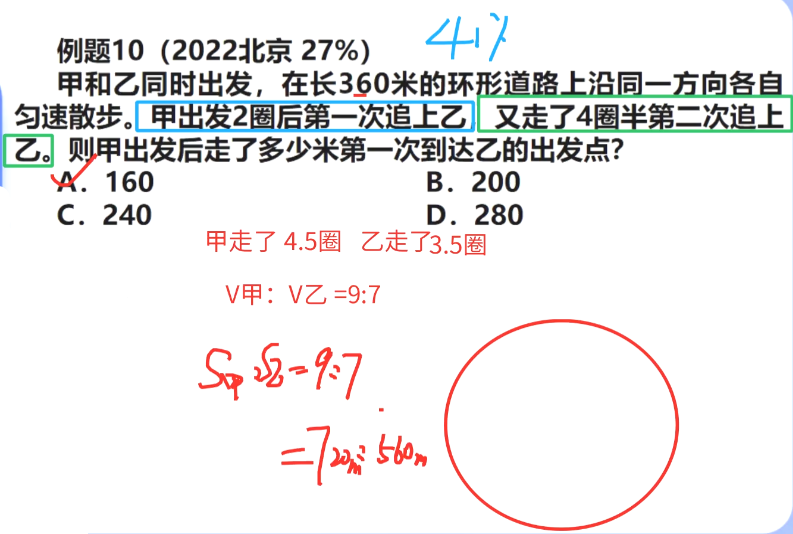 例题10（2022北京 27%）
41%
甲和乙同时出发，在长360米的环形道路上沿同一方向各自
匀速散步。甲出发2圈后第一次追上乙，又走了4圈半第二次追上
乙。则甲出发后走了多少米第一次到达乙的出发点？
A．160
B．200
C．240
D．280
甲走了 4.5圈 乙走了3.5圈
V甲：V乙 =9:7
S甲:S乙=9:7
=720m:560m